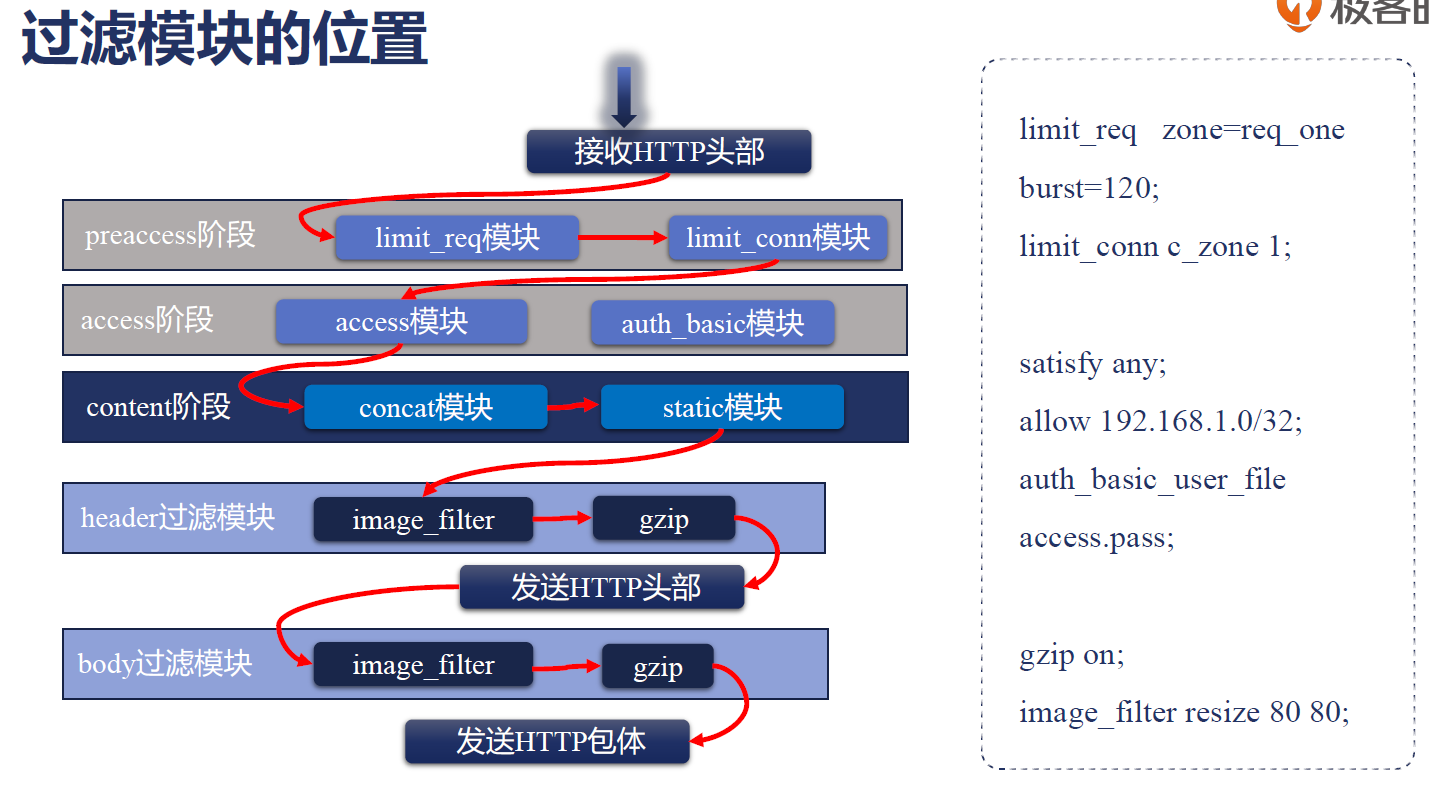 过滤模块的位置
极客时
接收HTTP头部
preaccess阶段
limit_req模块
limit_conn模块
access阶段
access模块
auth_basic模块
content阶段
concat模块
static模块
header过滤模块
image_filter
gzip
发送HTTP头部
body过滤模块
image_filter
gzip
发送HTTP包体
limit_req zone=req_one
burst=120;
limit_conn c_zone 1;
satisfy any;
allow 192.168.1.0/32;
auth_basic_user_file
access.pass;
gzip on;
image_filter resize 80 80;